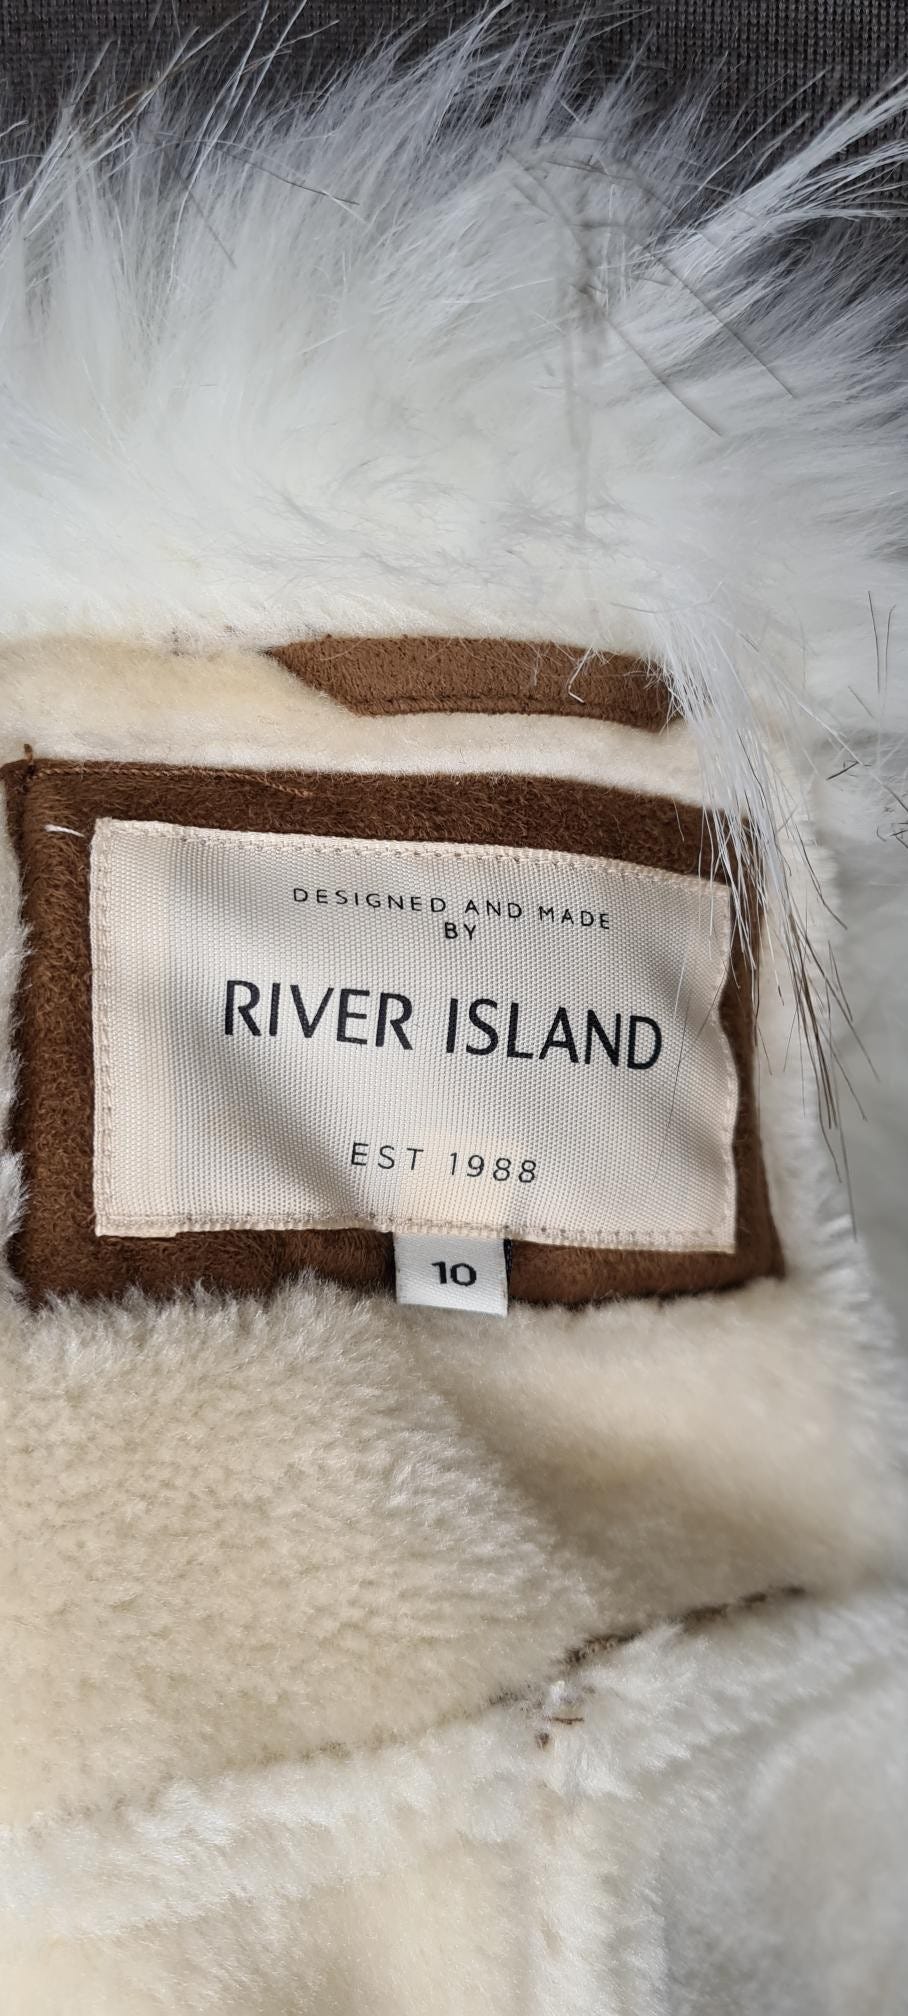 DESIGNED AND MADE
BY
RIVER ISLAND
EST 1988
10